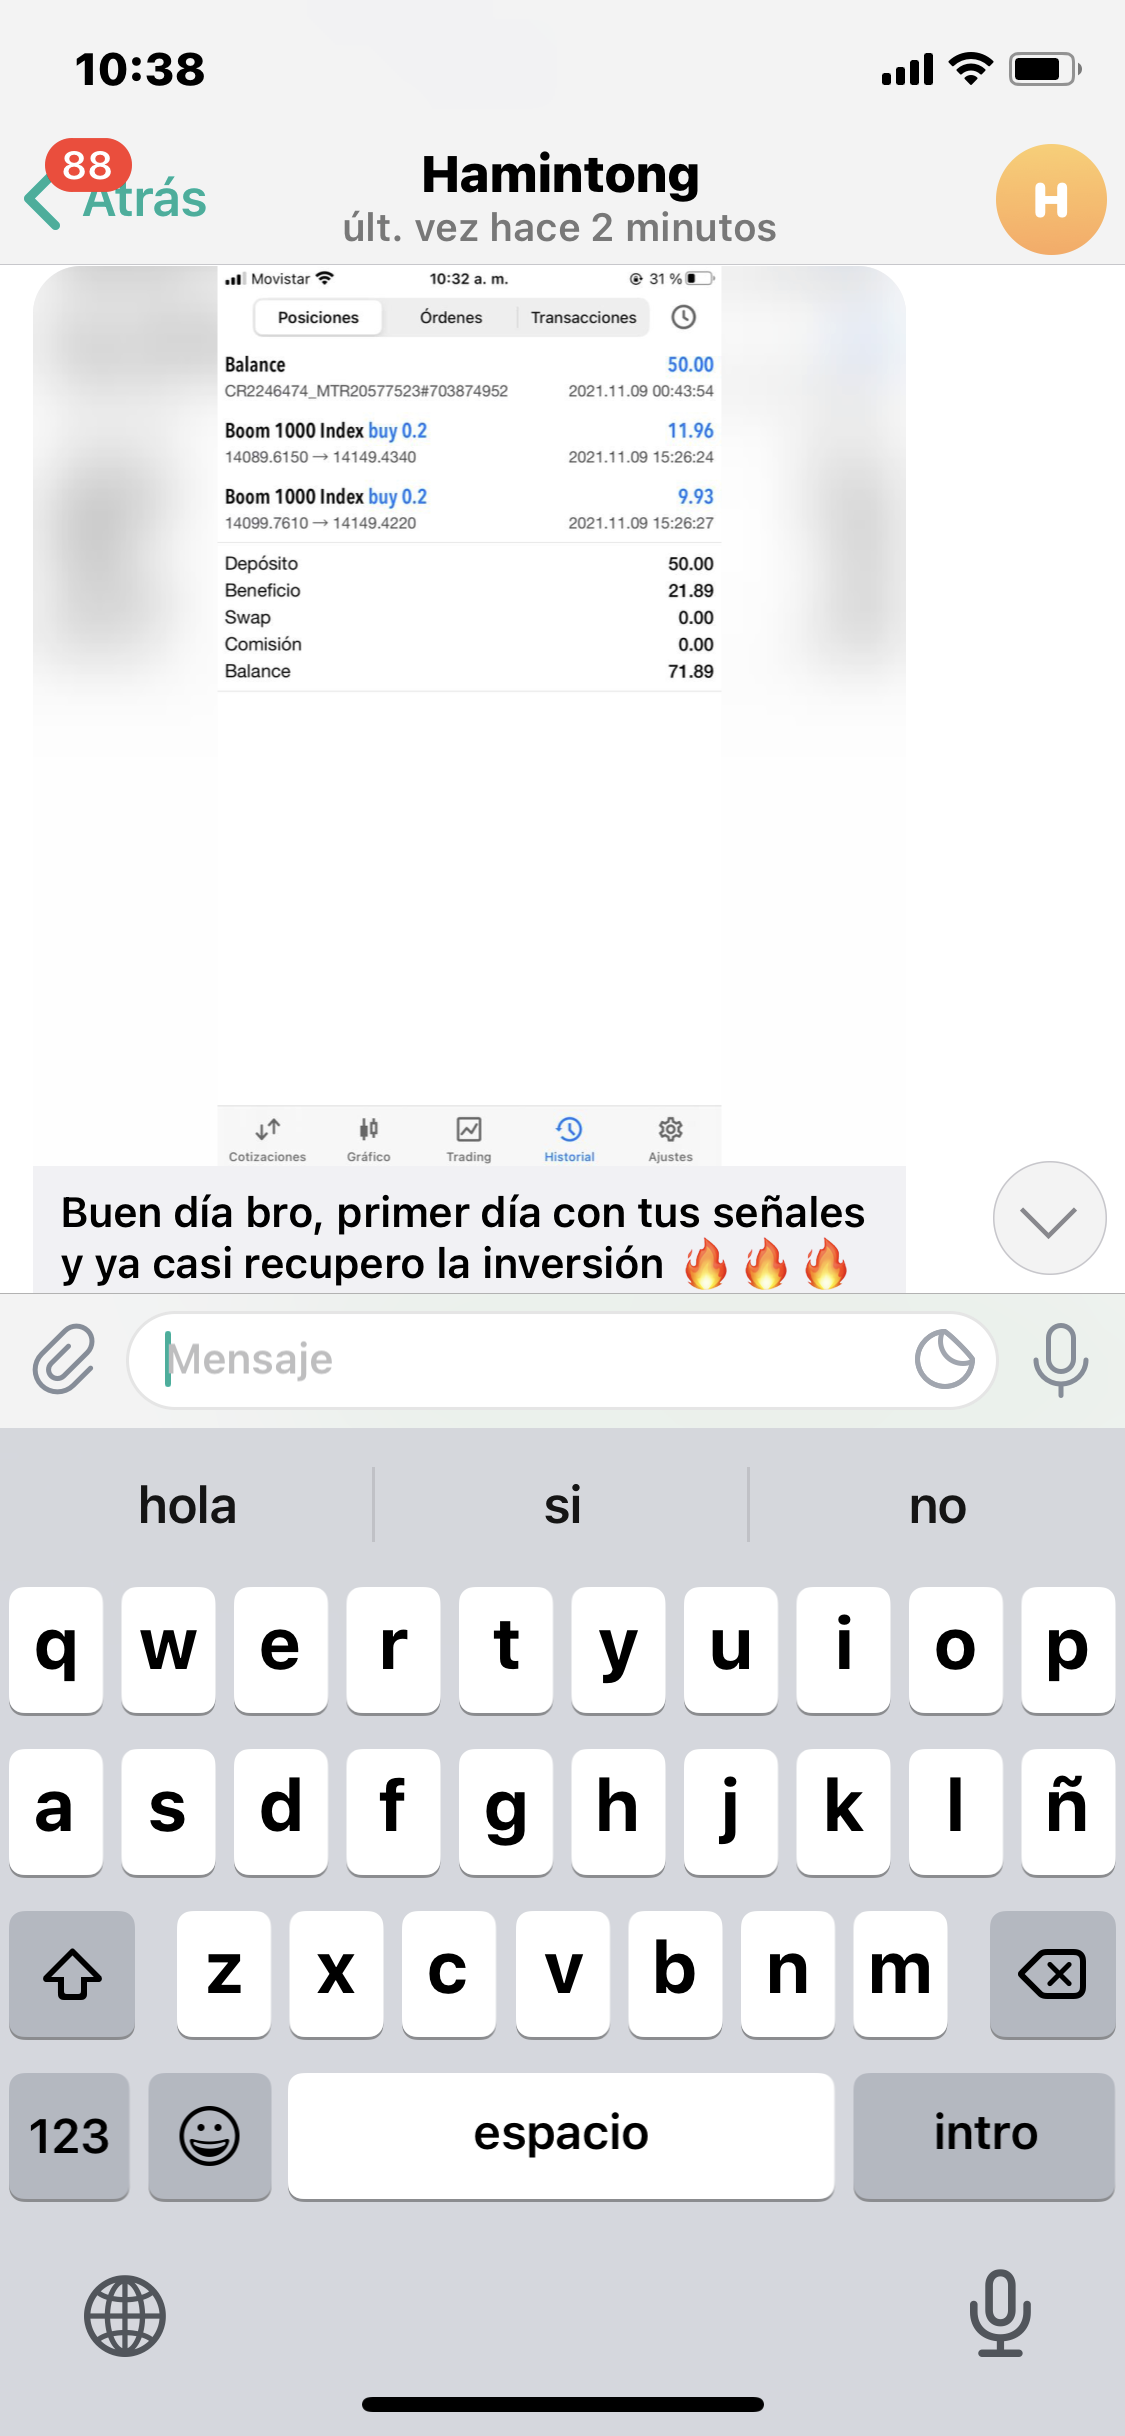 10:38
88
Atrás
Hamintong
últ. vez hace 2 minutos
H
Movistar
10:32 a. m.
31 %
Posiciones
Órdenes
Transacciones
Balance
50.00
CR2246474_MTR20577523#703874952
2021.11.09 00:43:54
Boom 1000 Index buy 0.2
11.96
14089.6150 → 14149.4340
2021.11.09 15:26:24
Boom 1000 Index buy 0.2
9.93
14099.7610 → 14149.4220
2021.11.09 15:26:27
Depósito
50.00
Beneficio
21.89
Swap
0.00
Comisión
0.00
Balance
71.89
Cotizaciones
Gráfico
Trading
Historial
Ajustes
Buen día bro, primer día con tus señales
y ya casi recupero la inversión 🔥🔥🔥
Mensaje
hola
si
no
q w e r t y u i o p
a s d f g h j k l ñ
z x c v b n m
123
espacio
intro